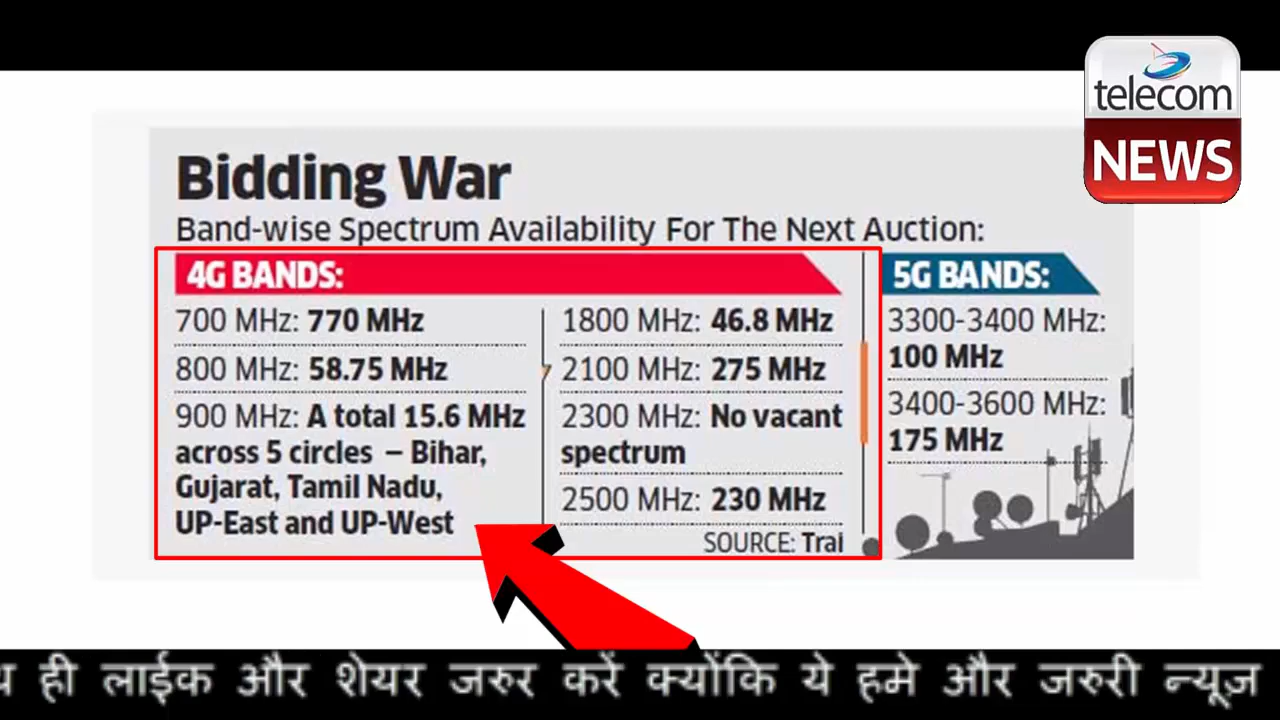 telecom
NEWS
Bidding War
Band-wise Spectrum Availability For The Next Auction:
4G BANDS:
700 MHz: 770 MHz
800 MHz: 58.75 MHz
900 MHz: A total 15.6 MHz
across 5 circles – Bihar,
Gujarat, Tamil Nadu,
UP-East and UP-West
1800 MHz: 46.8 MHz
2100 MHz: 275 MHz
2300 MHz: No vacant
spectrum
2500 MHz: 230 MHz
SOURCE: Trai
5G BANDS:
3300-3400 MHz:
100 MHz
3400-3600 MHz:
175 MHz
ही लाईक और शेयर जरुर करें क्योंकि ये हमे और जरुरी न्यूज़